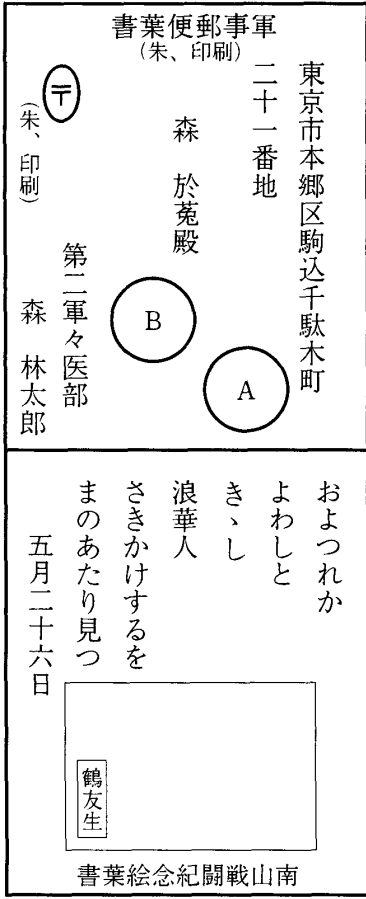 書葉便郵事軍
(朱、印刷)
東京市本郷区駒込千駄木町
二十一番地
森 於菟殿
A
B
第二軍々医部
森 林太郎
〒
(朱、印刷)
およつれか
よわしと
きゝし
浪華人
さきかけするを
まのあたり見つ
五月二十六日
鶴友生
書葉絵念紀闘戦山南